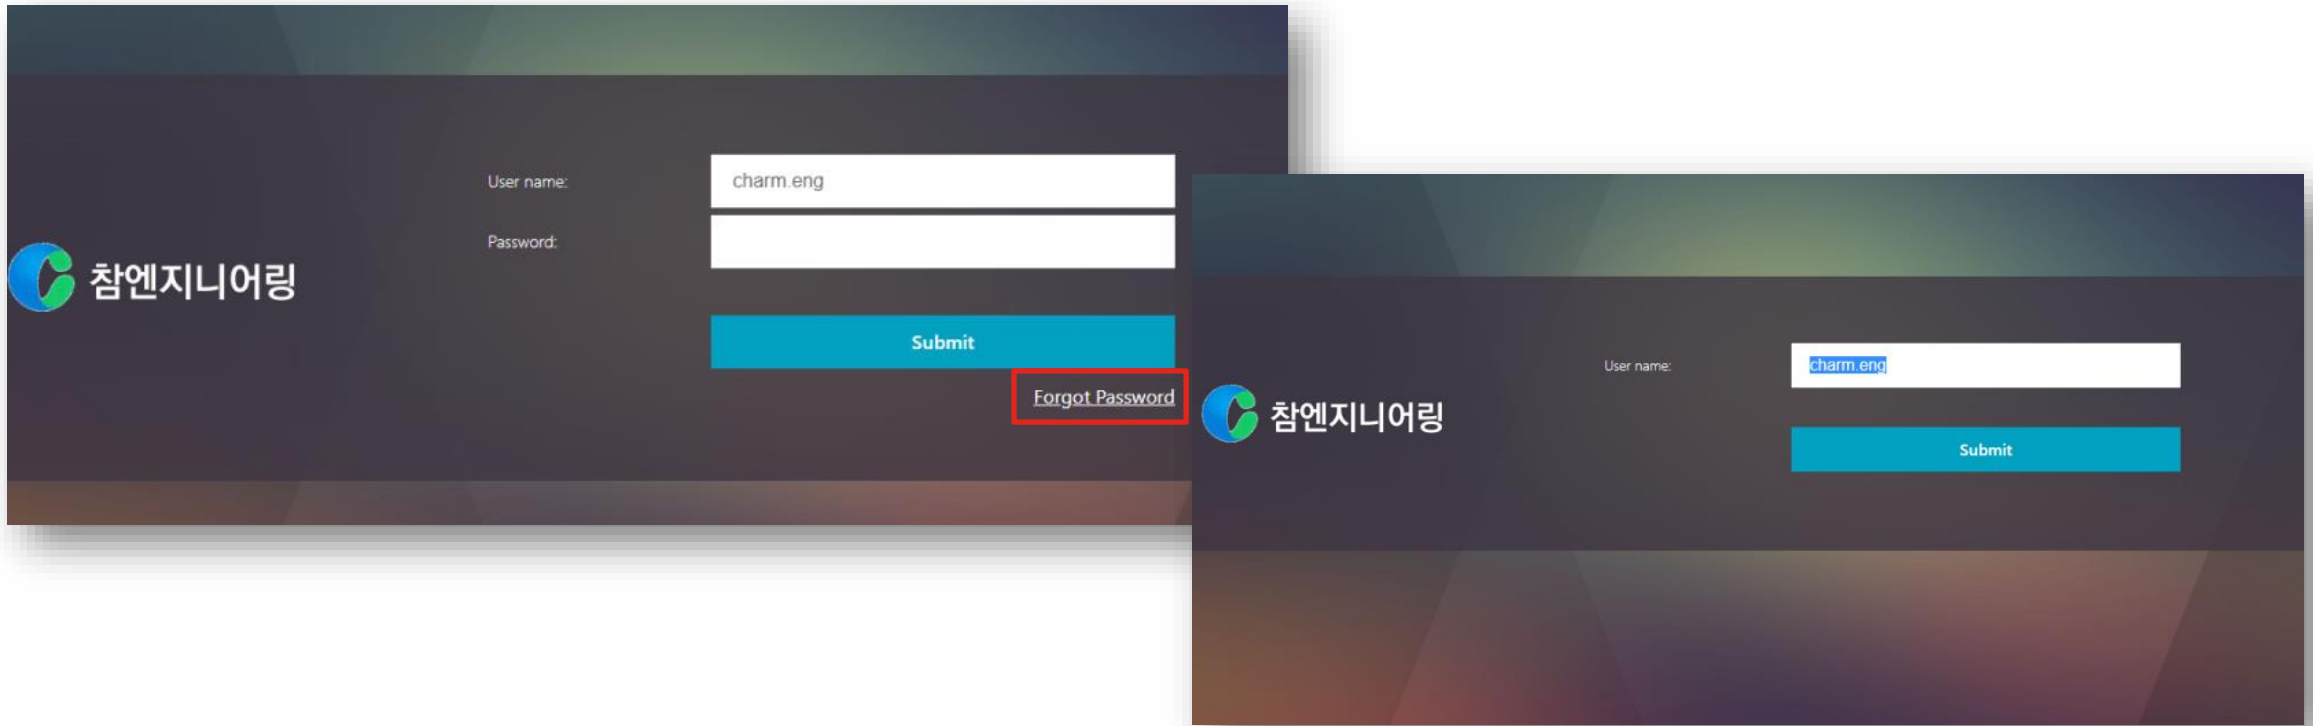 User name:
charm.eng
Password:
참엔지니어링
Submit
Forgot Password
User name:
charm.eng
참엔지니어링
Submit